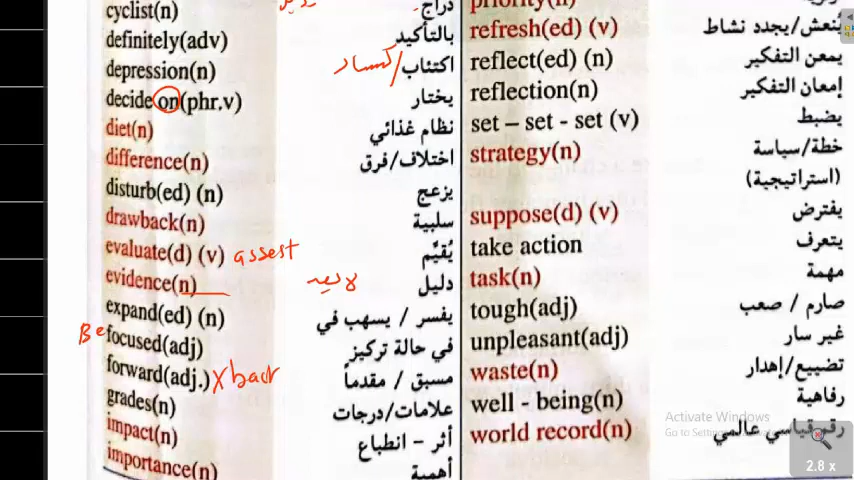 cyclist(n) دراج
definitely(adv) بالتأكيد
depression(n) اكتئاب/كساد
decide on(phr.v) يختار
diet(n) نظام غذائي
difference(n) اختلاف/فرق
disturb(ed) (n) يزعج
drawback(n) سلبية
evaluate(d) (v) assest يُقيِّم
evidence(n) دليل
expand(ed) (n) يفسر / يسهب في
Be focused(adj) في حالة تركيز
forward(adj.) X back مسبق / مقدماً
grades(n) علامات/درجات
impact(n) أثر - انطباع
importance(n) أهمية
priority(n)
refresh(ed) (v) يُنعش/يجدد نشاط
reflect(ed) (n) يمعن التفكير
reflection(n) إمعان التفكير
set – set - set (v) يضبط
strategy(n) خطة/سياسة
(استراتيجية)
suppose(d) (v) يفترض
take action يتعرف
task(n) مهمة
tough(adj) صارم / صعب
unpleasant(adj) غير سار
waste(n) تضييع/إهدار
well - being(n) رفاهية
world record(n) رقم قياسي عالمي
Activate Windows
2.8 x